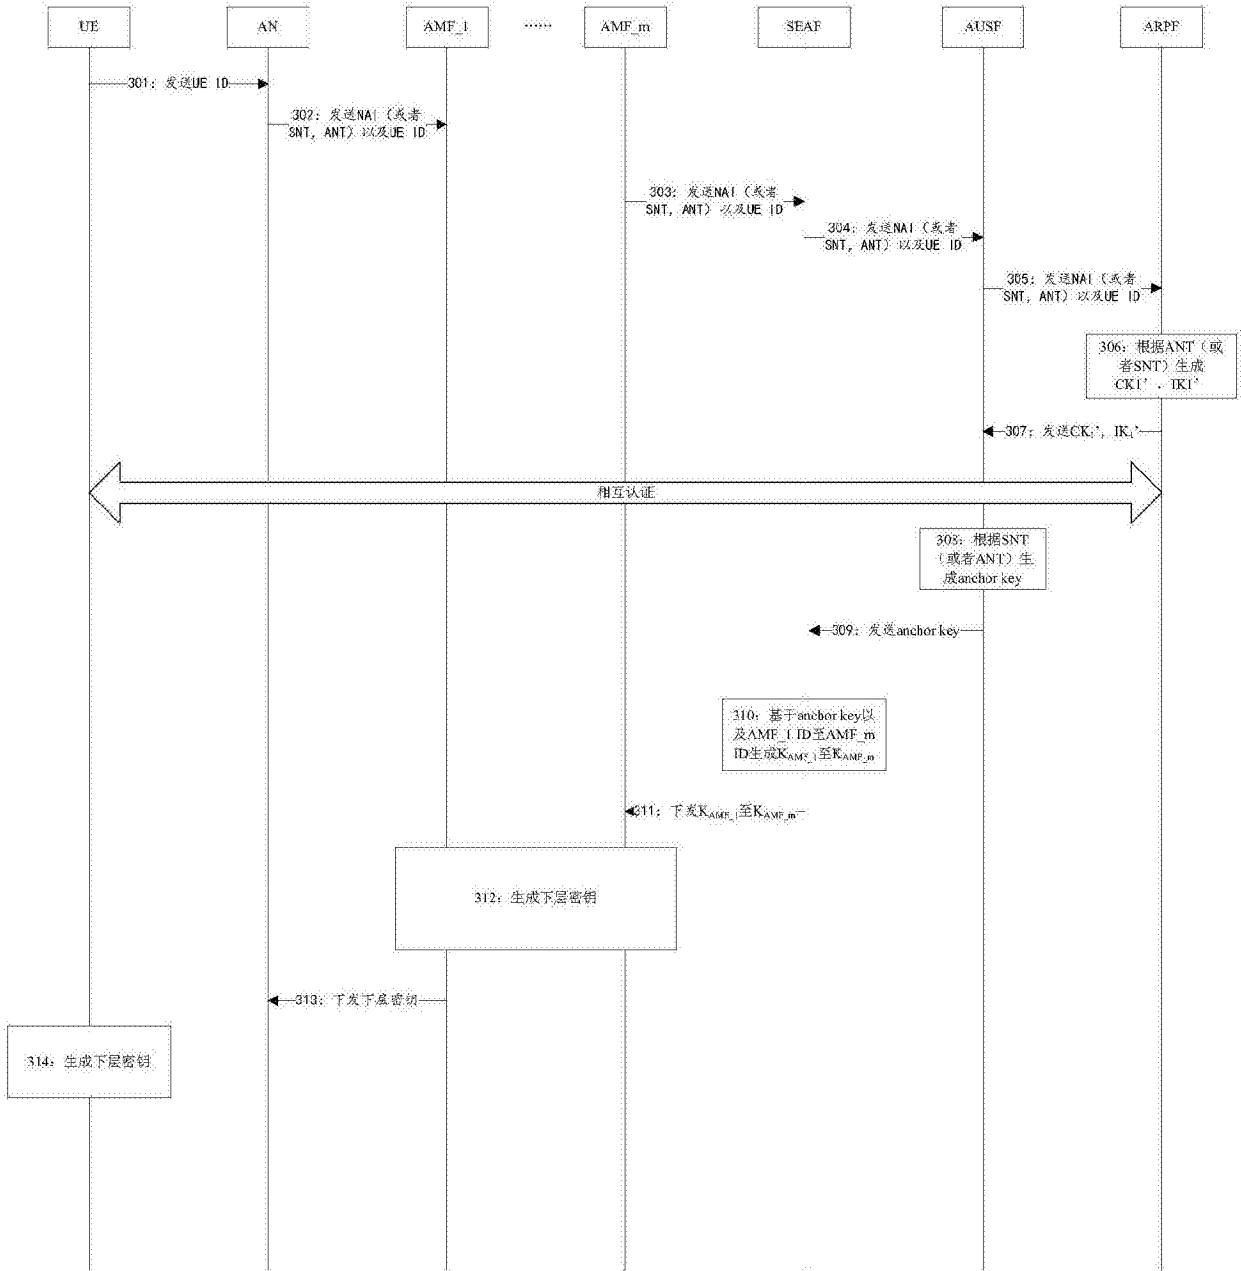 UE
AN
AMF_1
……
AMF_m
SEAF
AUSF
ARPF
301：发送UE ID
302：发送NAI（或者
SNT, ANT）以及UE ID
303：发送NAI（或者
SNT, ANT）以及UE ID
304：发送NAI（或者
SNT, ANT）以及UE ID
305：发送NAI（或者
SNT, ANT）以及UE ID
306：根据ANT（或
者SNT）生成
CK1’，IK1’
307：发送CK₁’，IK₁’
相互认证
308：根据SNT
（或者ANT）生
成anchor key
309：发送anchor key
310：基于anchor key以
及AMF_1 ID至AMF_m
ID生成K_AMF_1至K_AMF_m
311：下发K_AMF_1至K_AMF_m
312：生成下层密钥
313：下发下层密钥
314：生成下层密钥